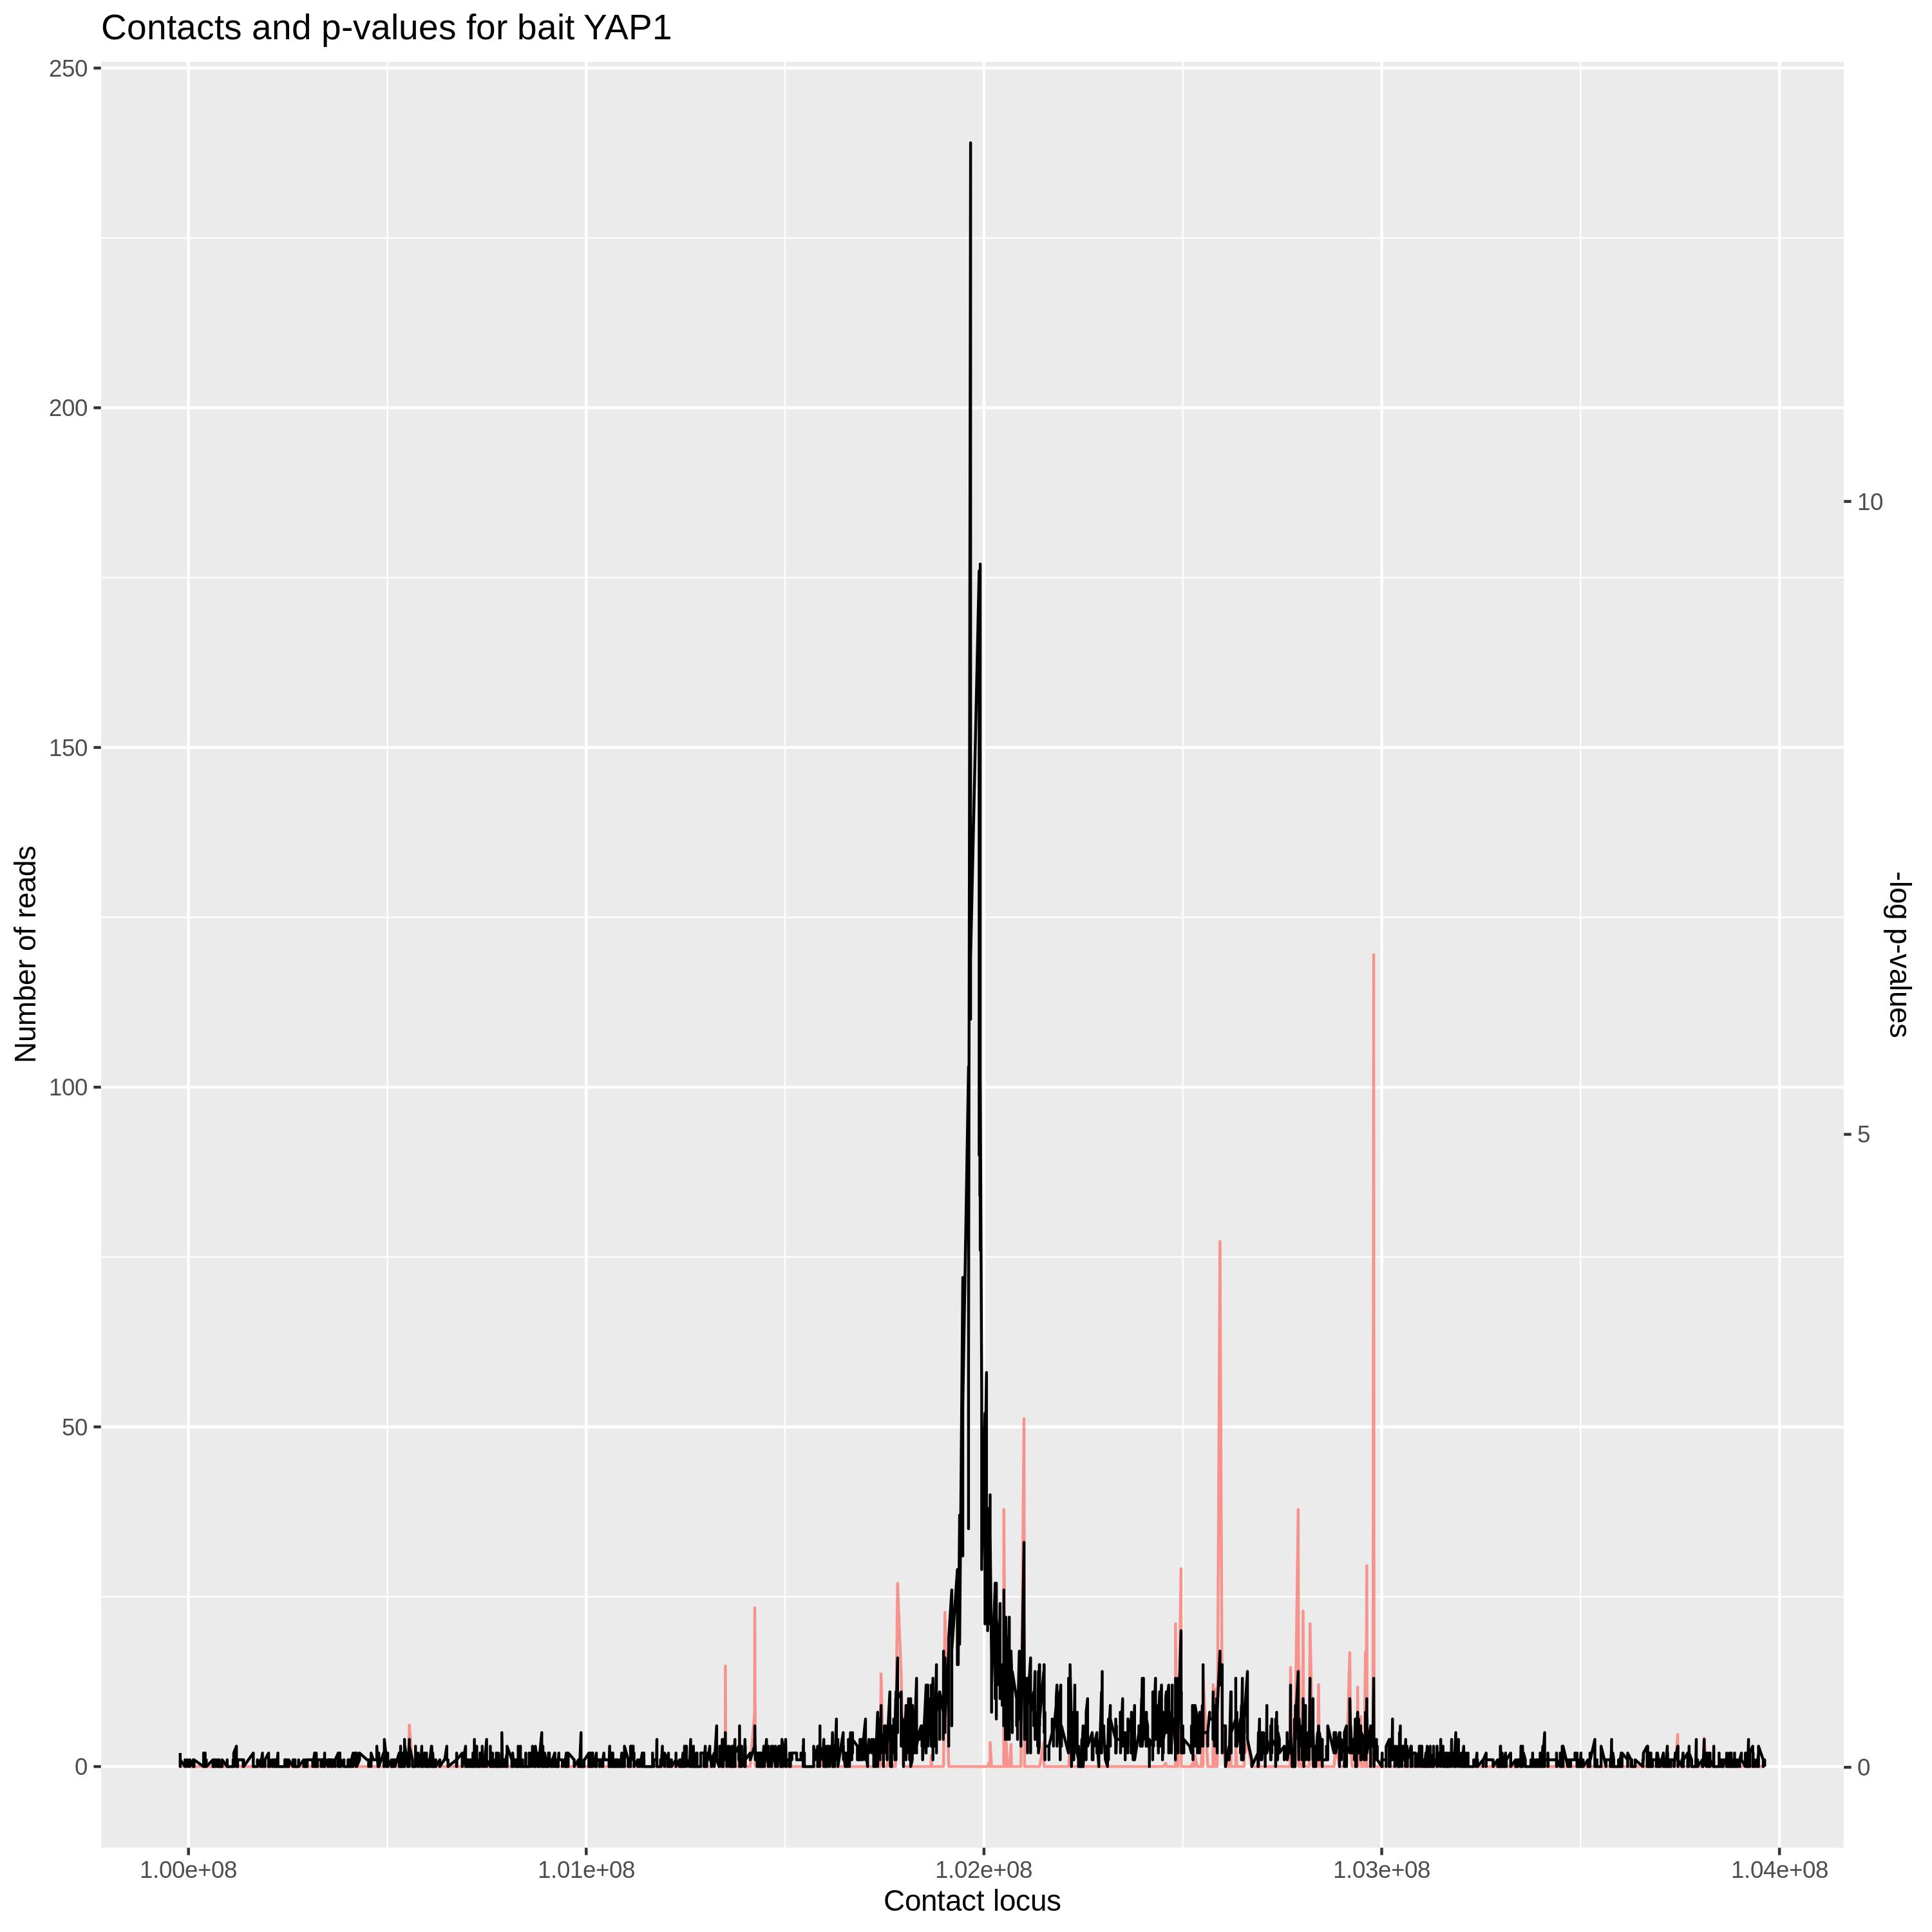 Contacts and p-values for bait YAP1
250
200
150
100
50
0
Number of reads
10
5
0
-log p-values
1.00e+08 1.01e+08 1.02e+08 1.03e+08 1.04e+08
Contact locus